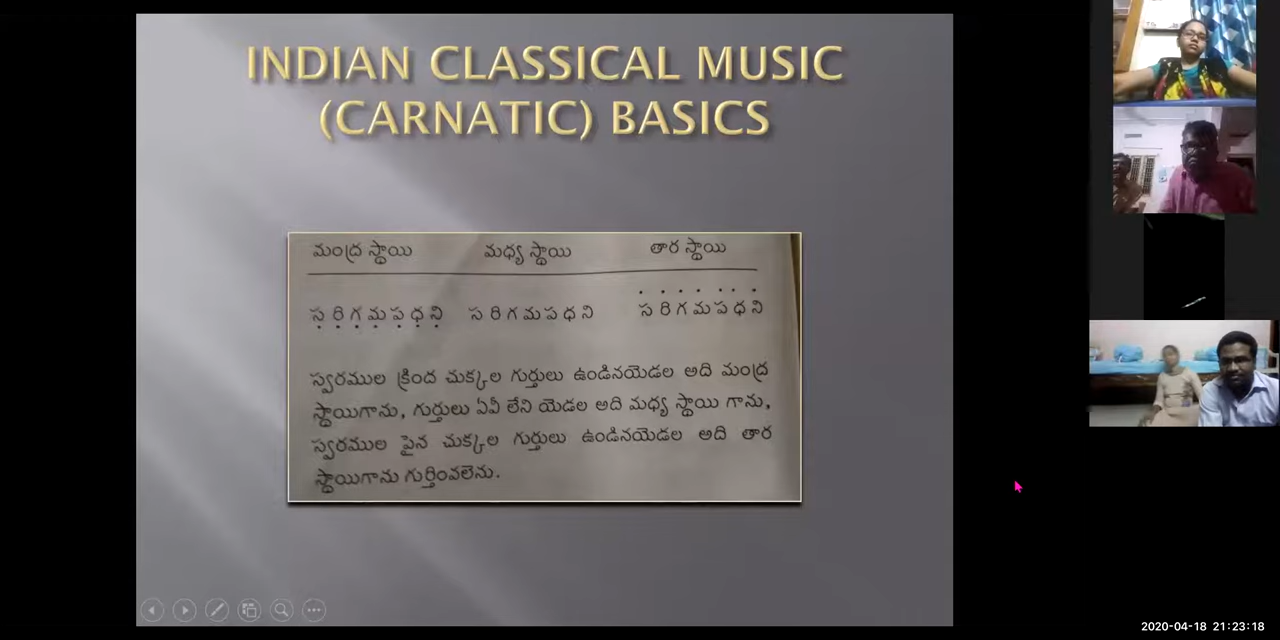 INDIAN CLASSICAL MUSIC
(CARNATIC) BASICS
మంద్ర స్థాయి మధ్య స్థాయి తార స్థాయి
స̣ రి̣ గ̣ మ̣ ప̣ ధ̣ ని̣ స రి గ మ ప ధ ని స̇ రి̇ గ̇ మ̇ ప̇ ధ̇ ని̇
స్వరముల క్రింద చుక్కల గుర్తులు ఉండినయెడల అది మంద్ర
స్థాయిగాను, గుర్తులు ఏవీ లేని యెడల అది మధ్య స్థాయి గాను,
స్వరముల పైన చుక్కల గుర్తులు ఉండినయెడల అది తార
స్థాయిగాను గుర్తింవలెను.
2020-04-18 21:23:18